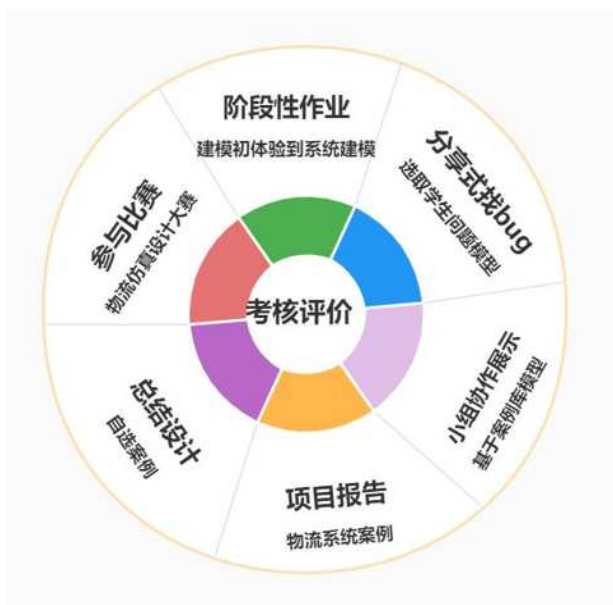 阶段性作业
建模初体验到系统建模
分享式找bug
选取学生问题模型
小组协作展示
基于案例库模型
项目报告
物流系统案例
总结设计
自选案例
参与比赛
物流仿真设计大赛
考核评价